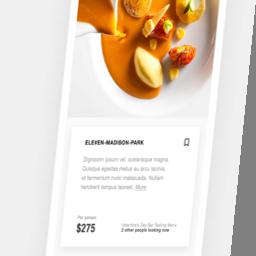 ELEVEN-MADISON-PARK
Dignissim ipsum vel, scelerisque magna.
Quisque egestas metus eu arcu lacinia,
et fermentum nunc malesuada. Nullam
hendrerit tempus laoreet. More
Per person
$275
Valentine's Day Bar Tasting Menu
2 other people looking now